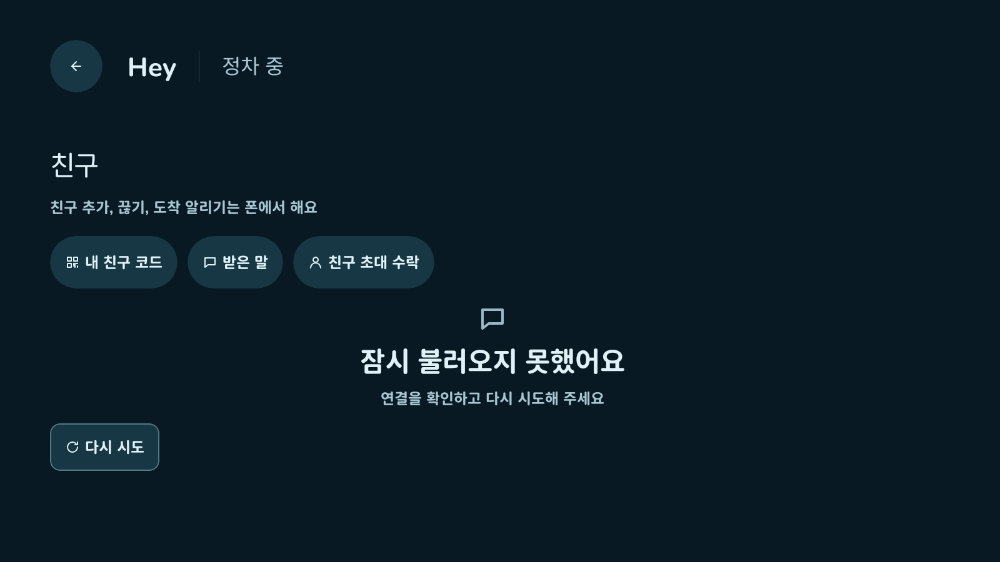 Hey
정차 중
친구
친구 추가, 끊기, 도착 알리기는 폰에서 해요
내 친구 코드
받은 말
친구 초대 수락
잠시 불러오지 못했어요
연결을 확인하고 다시 시도해 주세요
다시 시도